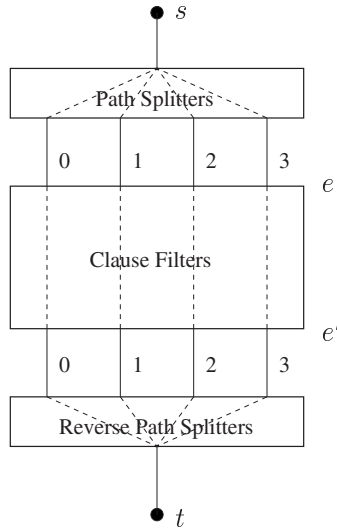 s
Path Splitters
0 1 2 3
e
Clause Filters
e'
0 1 2 3
Reverse Path Splitters
t